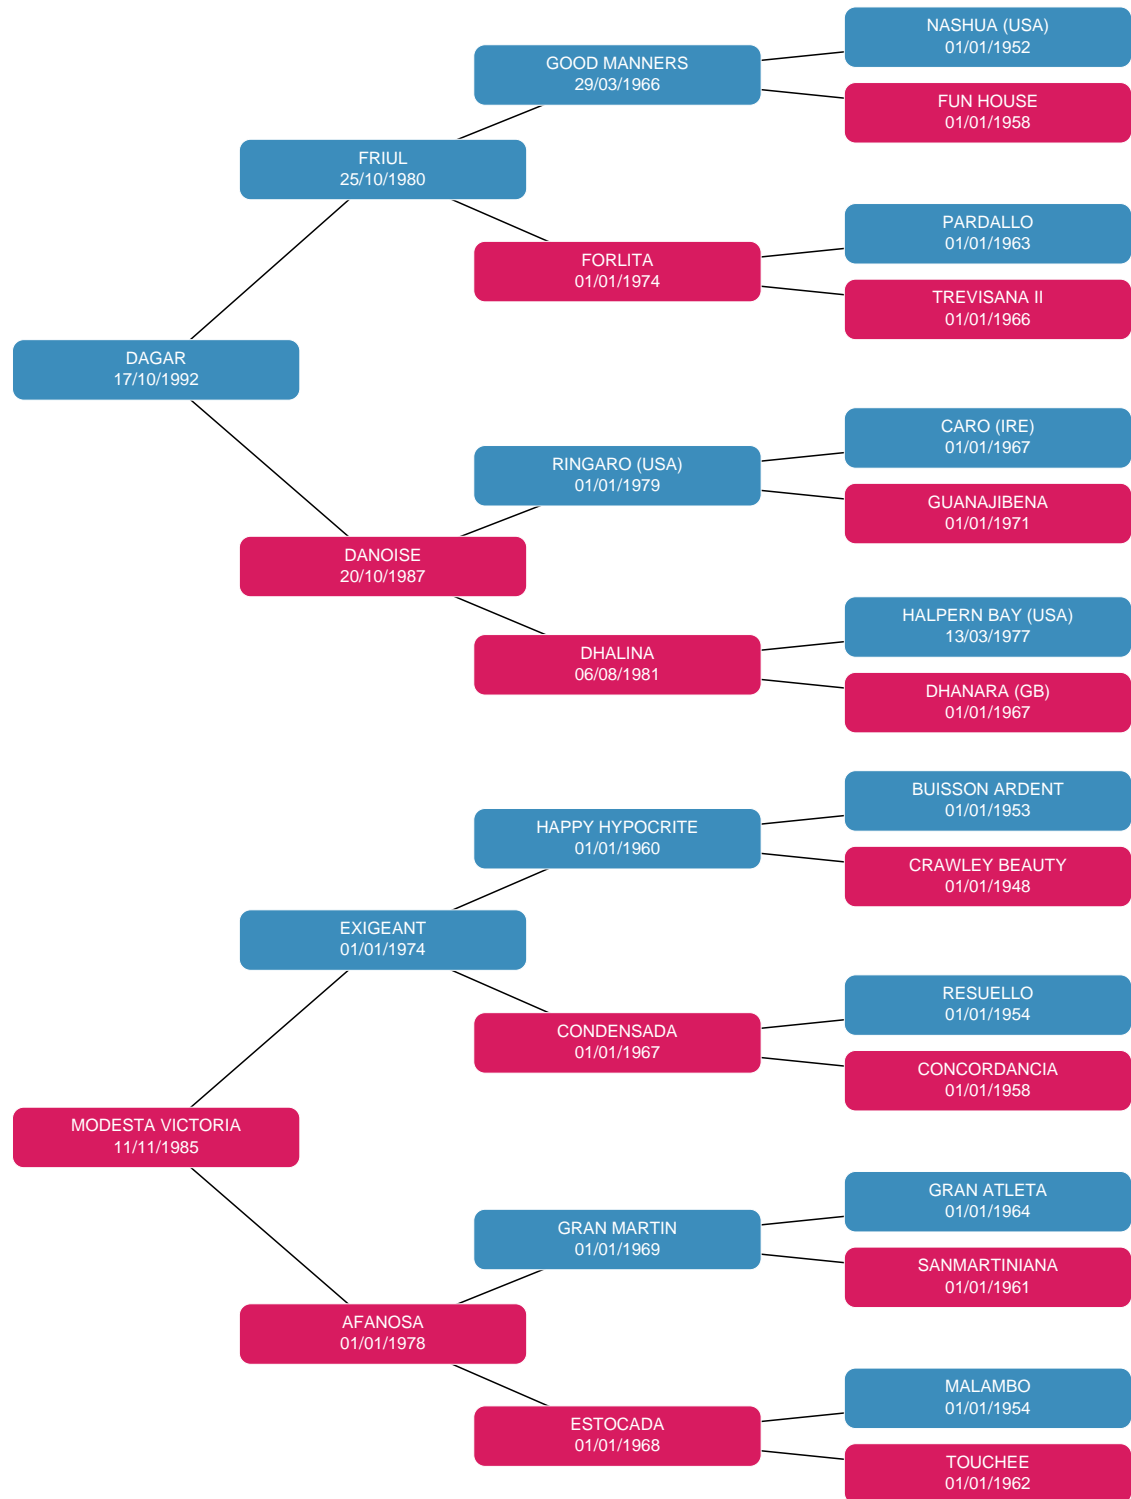 NASHUA (USA)
01/01/1952
GOOD MANNERS
29/03/1966
FUN HOUSE
01/01/1958
FRIUL
25/10/1980
PARDALLO
01/01/1963
FORLITA
01/01/1974
TREVISANA II
01/01/1966
DAGAR
17/10/1992
CARO (IRE)
01/01/1967
RINGARO (USA)
01/01/1979
GUANAJIBENA
01/01/1971
DANOISE
20/10/1987
HALPERN BAY (USA)
13/03/1977
DHALINA
06/08/1981
DHANARA (GB)
01/01/1967
BUISSON ARDENT
01/01/1953
HAPPY HYPOCRITE
01/01/1960
CRAWLEY BEAUTY
01/01/1948
EXIGEANT
01/01/1974
RESUELLO
01/01/1954
CONDENSADA
01/01/1967
CONCORDANCIA
01/01/1958
MODESTA VICTORIA
11/11/1985
GRAN ATLETA
01/01/1964
GRAN MARTIN
01/01/1969
SANMARTINIANA
01/01/1961
AFANOSA
01/01/1978
MALAMBO
01/01/1954
ESTOCADA
01/01/1968
TOUCHEE
01/01/1962